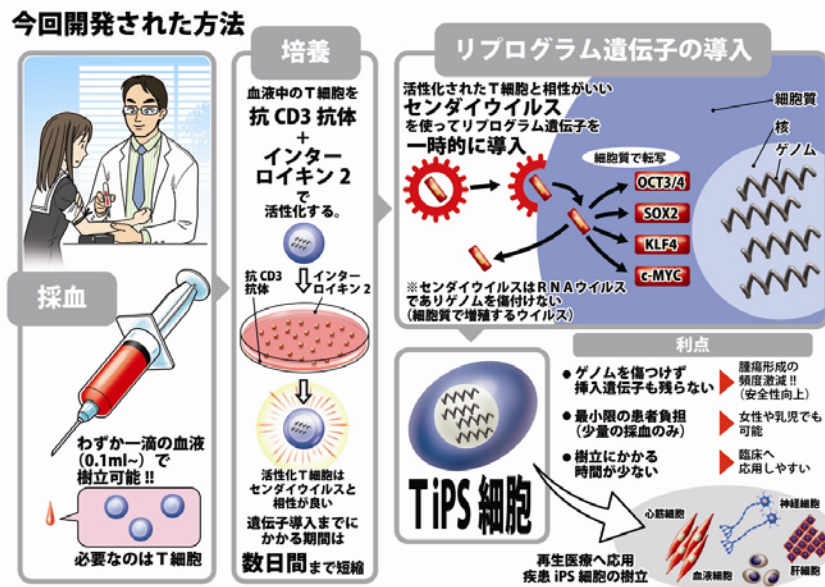 今回開発された方法
採血
わずか一滴の血液
(0.1ml~)で
樹立可能!!
必要なのはT細胞
培養
血液中のT細胞を
抗CD3抗体
+
インター
ロイキン2
で
活性化する。
抗CD3
抗体
インター
ロイキン2
活性化T細胞は
センダイウイルスと
相性が良い
遺伝子導入までに
かかる期間は
数日間まで短縮
リプログラム遺伝子の導入
活性化されたT細胞と相性がいい
センダイウイルス
を使ってリプログラム遺伝子を
一時的に導入
細胞質で転写
OCT3/4
SOX2
KLF4
c-MYC
細胞質
核
ゲノム
※センダイウイルスはRNAウイルス
でありゲノムを傷付けない
(細胞質で増殖するウイルス)
TiPS細胞
利点
●ゲノムを傷つけず
挿入遺伝子も残らない
腫瘍形成の
頻度激減!!
(安全性向上)
●最小限の患者負担
(少量の採血のみ)
女性や乳児でも
可能
●樹立にかかる
時間が少ない
臨床へ
応用しやすい
心筋細胞
神経細胞
血液細胞
肝細胞
再生医療へ応用
疾患iPS細胞の樹立